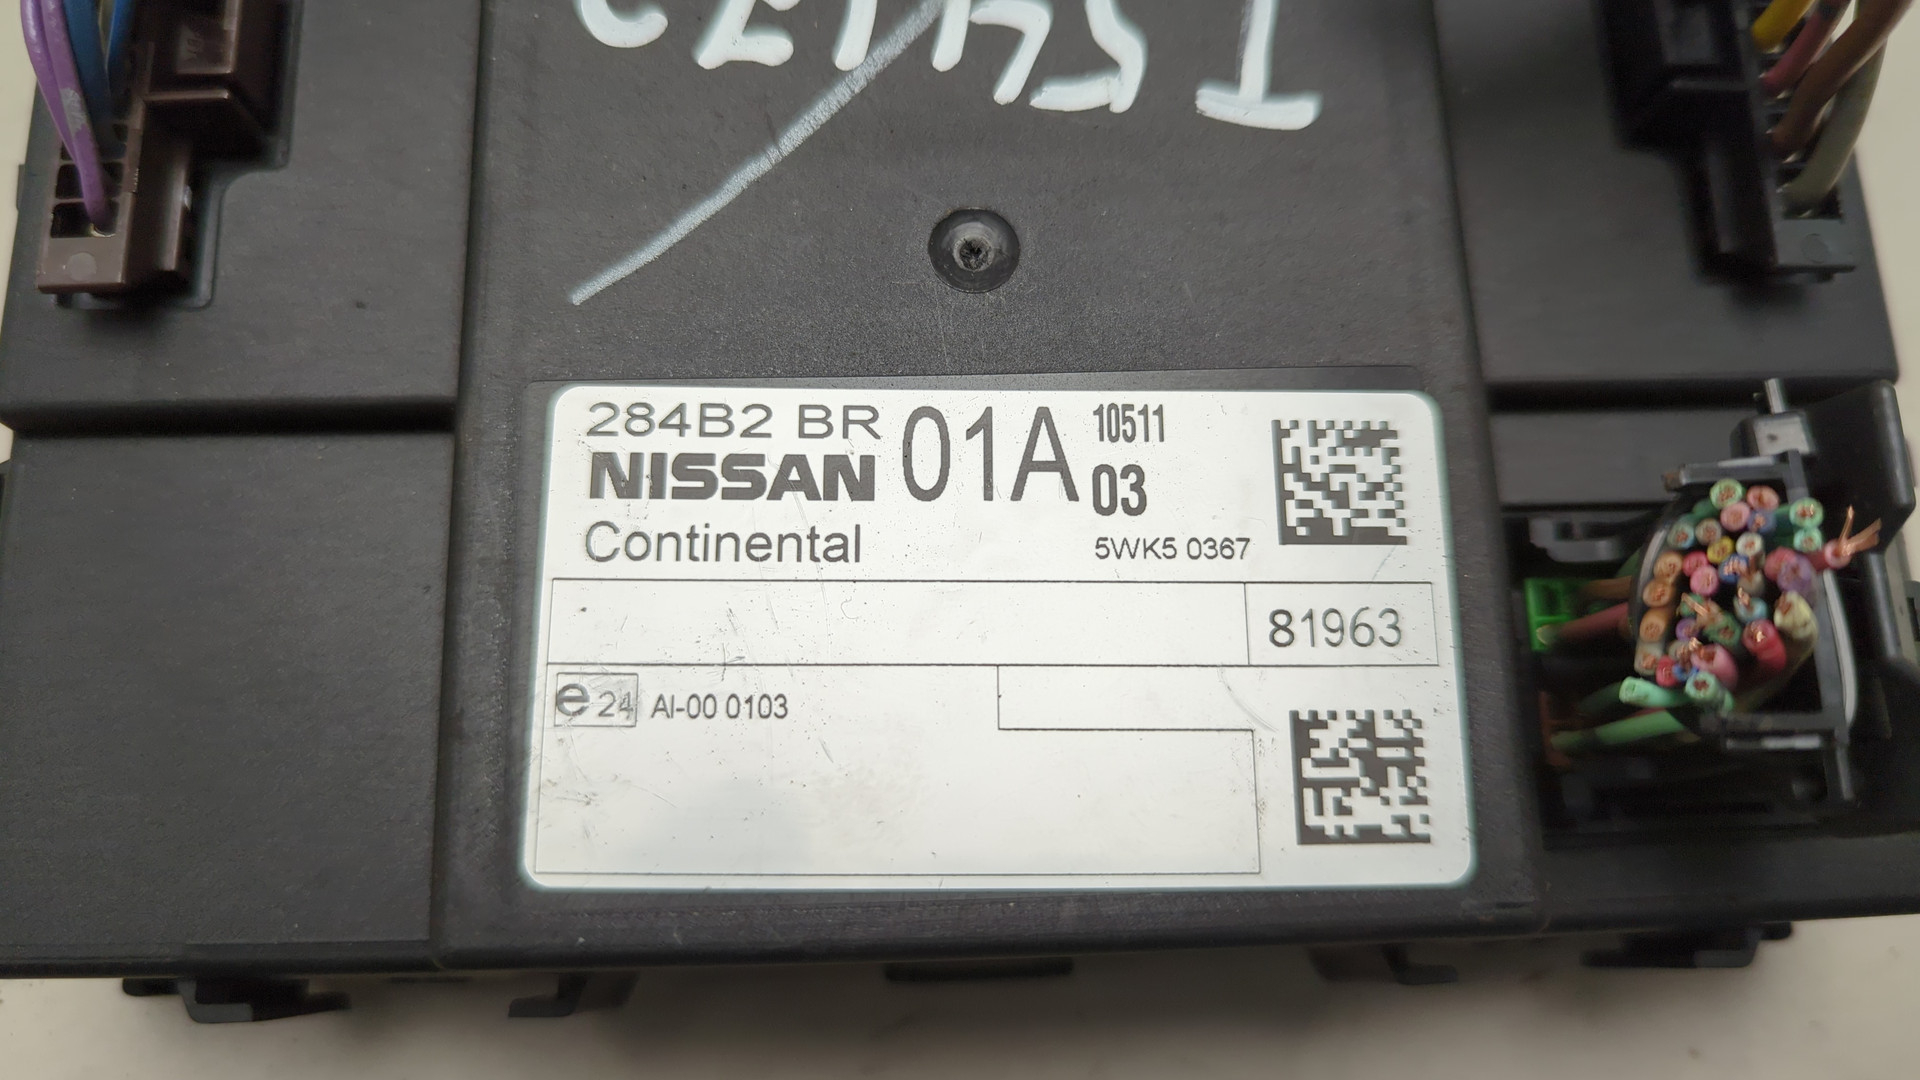 284B2 BR 01A 10511
NISSAN 03
Continental 5WK5 0367
81963
e24 AI-00 0103